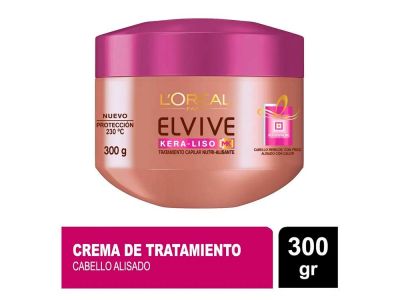 L'ORÉAL
PARIS
NUEVO
PROTECCIÓN
230 °C
ELVIVE
KERA-LISO
TRATAMIENTO CAPILAR NUTRI-ALISANTE
300 g
CREMA DE TRATAMIENTO
CABELLO ALISADO
300
gr